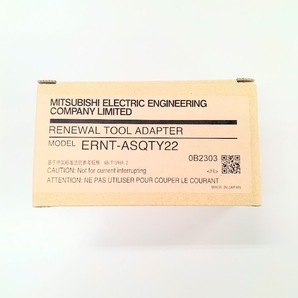 MITSUBISHI ELECTRIC ENGINEERING
COMPANY LIMITED
RENEWAL TOOL ADAPTER
MODEL ERNT-ASQTY22
0B2303
CAUTION: Not for current interrupting
ATTENTION: NE PAS UTILISER POUR COUPER LE COURANT
MADE IN JAPAN